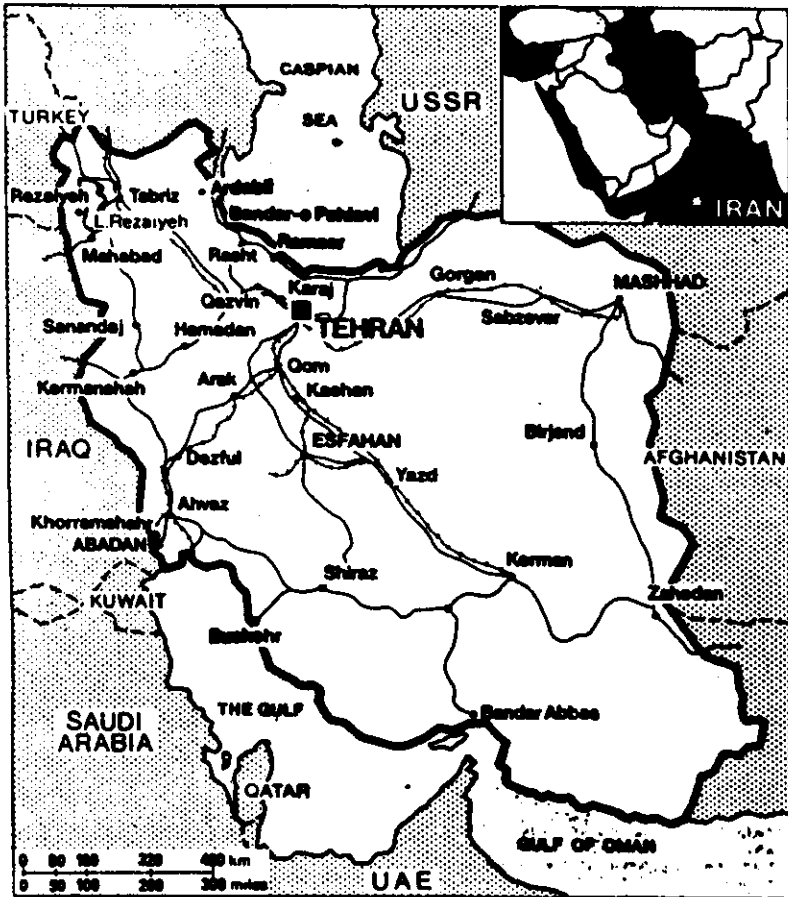 CASPIAN
SEA
USSR
TURKEY
IRAN
Rezaiyeh
Tabriz
Ardabil
L.Rezaiyeh
Bandar-e Pahlavi
Ramsar
Mahabad
Rasht
Karaj
Gorgan
MASHHAD
Qazvin
Sabzevar
Sanandaj
Hamadan
TEHRAN
Qom
Kermanshah
Arak
Kashan
ESFAHAN
Birjand
IRAQ
AFGHANISTAN
Dezful
Yazd
Ahwaz
Khorramshahr
ABADAN
Kerman
Shiraz
Zahedan
KUWAIT
Bushehr
THE GULF
Bandar Abbas
SAUDI
ARABIA
QATAR
GULF OF OMAN
0 80 160 320 480 km
0 50 100 200 300 miles
UAE